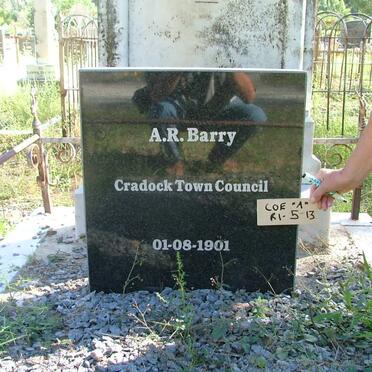 A.R. Barry
Cradock Town Council
01-08-1901
COE "A"
R1-5-13